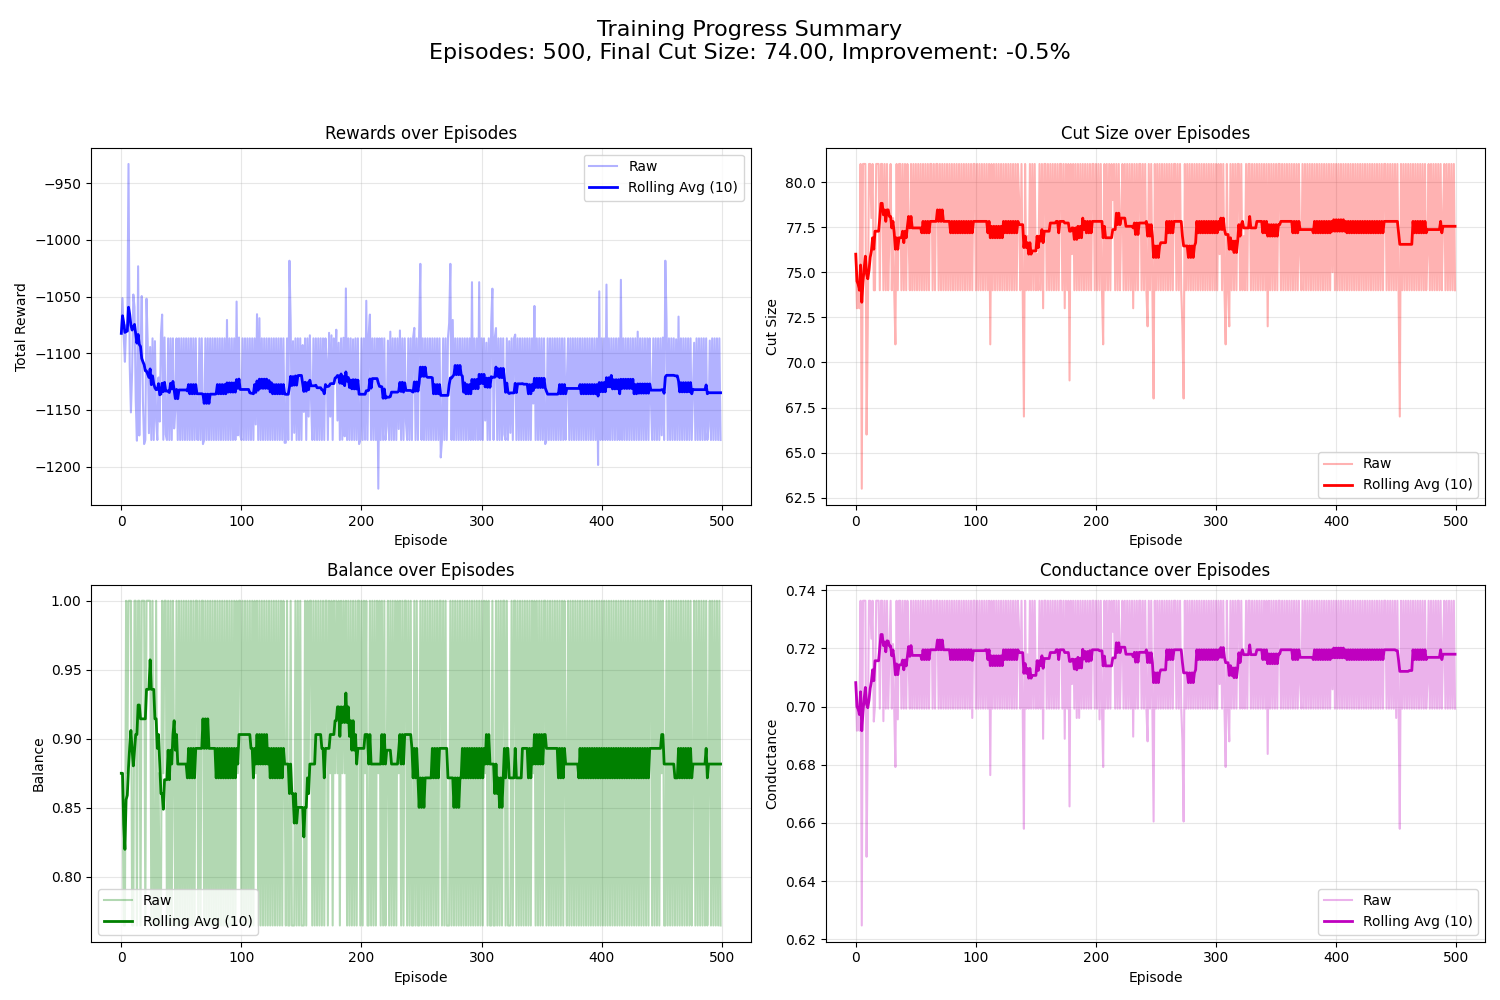 Training Progress Summary
Episodes: 500, Final Cut Size: 74.00, Improvement: -0.5%
Rewards over Episodes
Total Reward
−950
−1000
−1050
−1100
−1150
−1200
Raw
Rolling Avg (10)
0 100 200 300 400 500
Episode
Cut Size over Episodes
Cut Size
80.0
77.5
75.0
72.5
70.0
67.5
65.0
62.5
Raw
Rolling Avg (10)
0 100 200 300 400 500
Episode
Balance over Episodes
Balance
1.00
0.95
0.90
0.85
0.80
Raw
Rolling Avg (10)
0 100 200 300 400 500
Episode
Conductance over Episodes
Conductance
0.74
0.72
0.70
0.68
0.66
0.64
0.62
Raw
Rolling Avg (10)
0 100 200 300 400 500
Episode